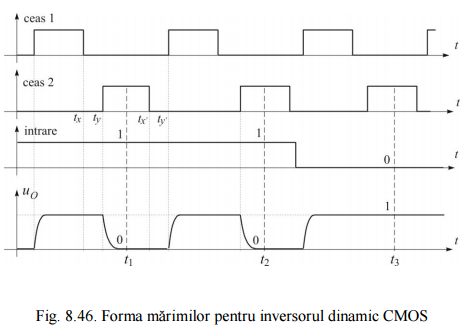 ceas 1
t
ceas 2
t
tx ty tx' ty'
intrare 1 1
t
0
uO
1
0 0 t
t1 t2 t3
Fig. 8.46. Forma mărimilor pentru inversorul dinamic CMOS